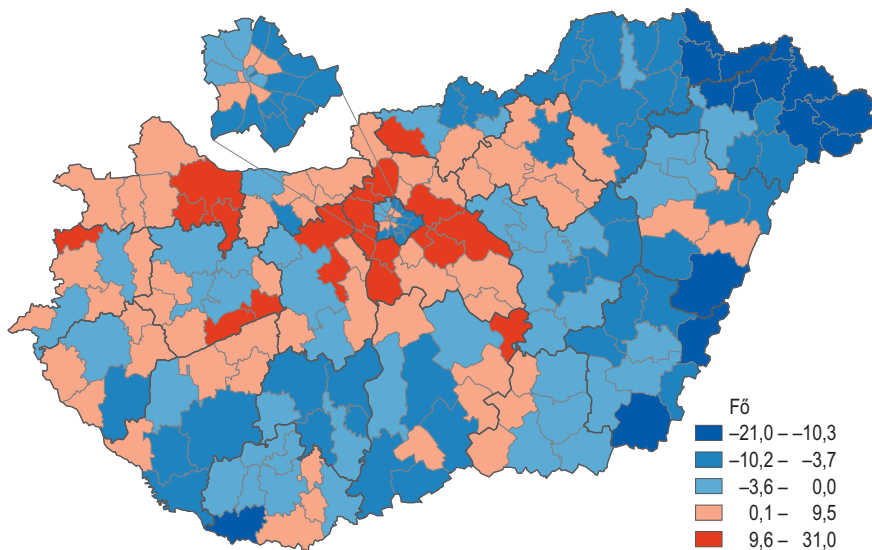 Fő
–21,0 – –10,3
–10,2 – –3,7
–3,6 – 0,0
0,1 – 9,5
9,6 – 31,0